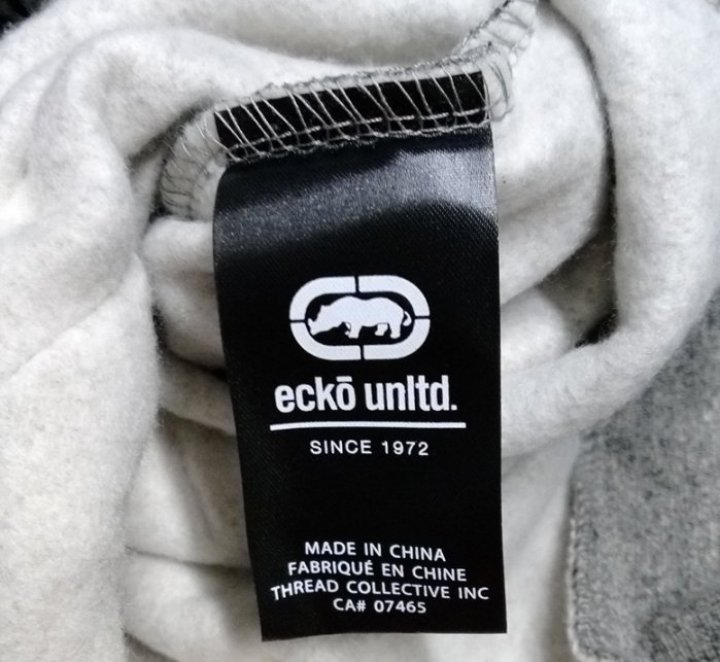 eckō unltd.
SINCE 1972
MADE IN CHINA
FABRIQUÉ EN CHINE
THREAD COLLECTIVE INC
CA# 07465